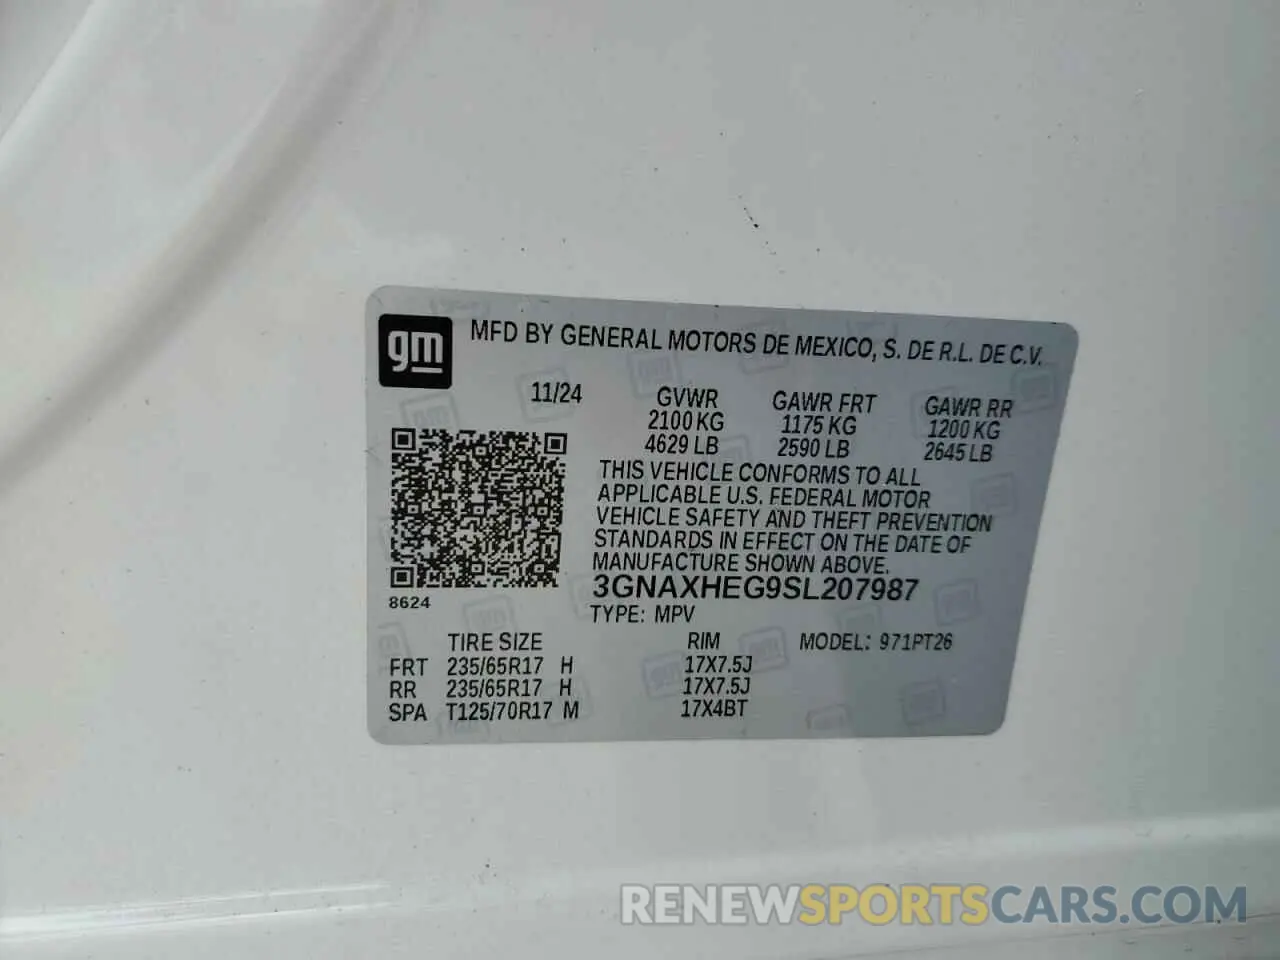 gm MFD BY GENERAL MOTORS DE MEXICO, S. DE R.L. DE C.V.
11/24 GVWR GAWR FRT GAWR RR
2100 KG 1175 KG 1200 KG
4629 LB 2590 LB 2645 LB
THIS VEHICLE CONFORMS TO ALL
APPLICABLE U.S. FEDERAL MOTOR
VEHICLE SAFETY AND THEFT PREVENTION
STANDARDS IN EFFECT ON THE DATE OF
MANUFACTURE SHOWN ABOVE.
8624 3GNAXHEG9SL207987
TYPE: MPV
TIRE SIZE RIM MODEL: 971PT26
FRT 235/65R17 H 17X7.5J
RR 235/65R17 H 17X7.5J
SPA T125/70R17 M 17X4BT
RENEWSPORTSCARS.COM